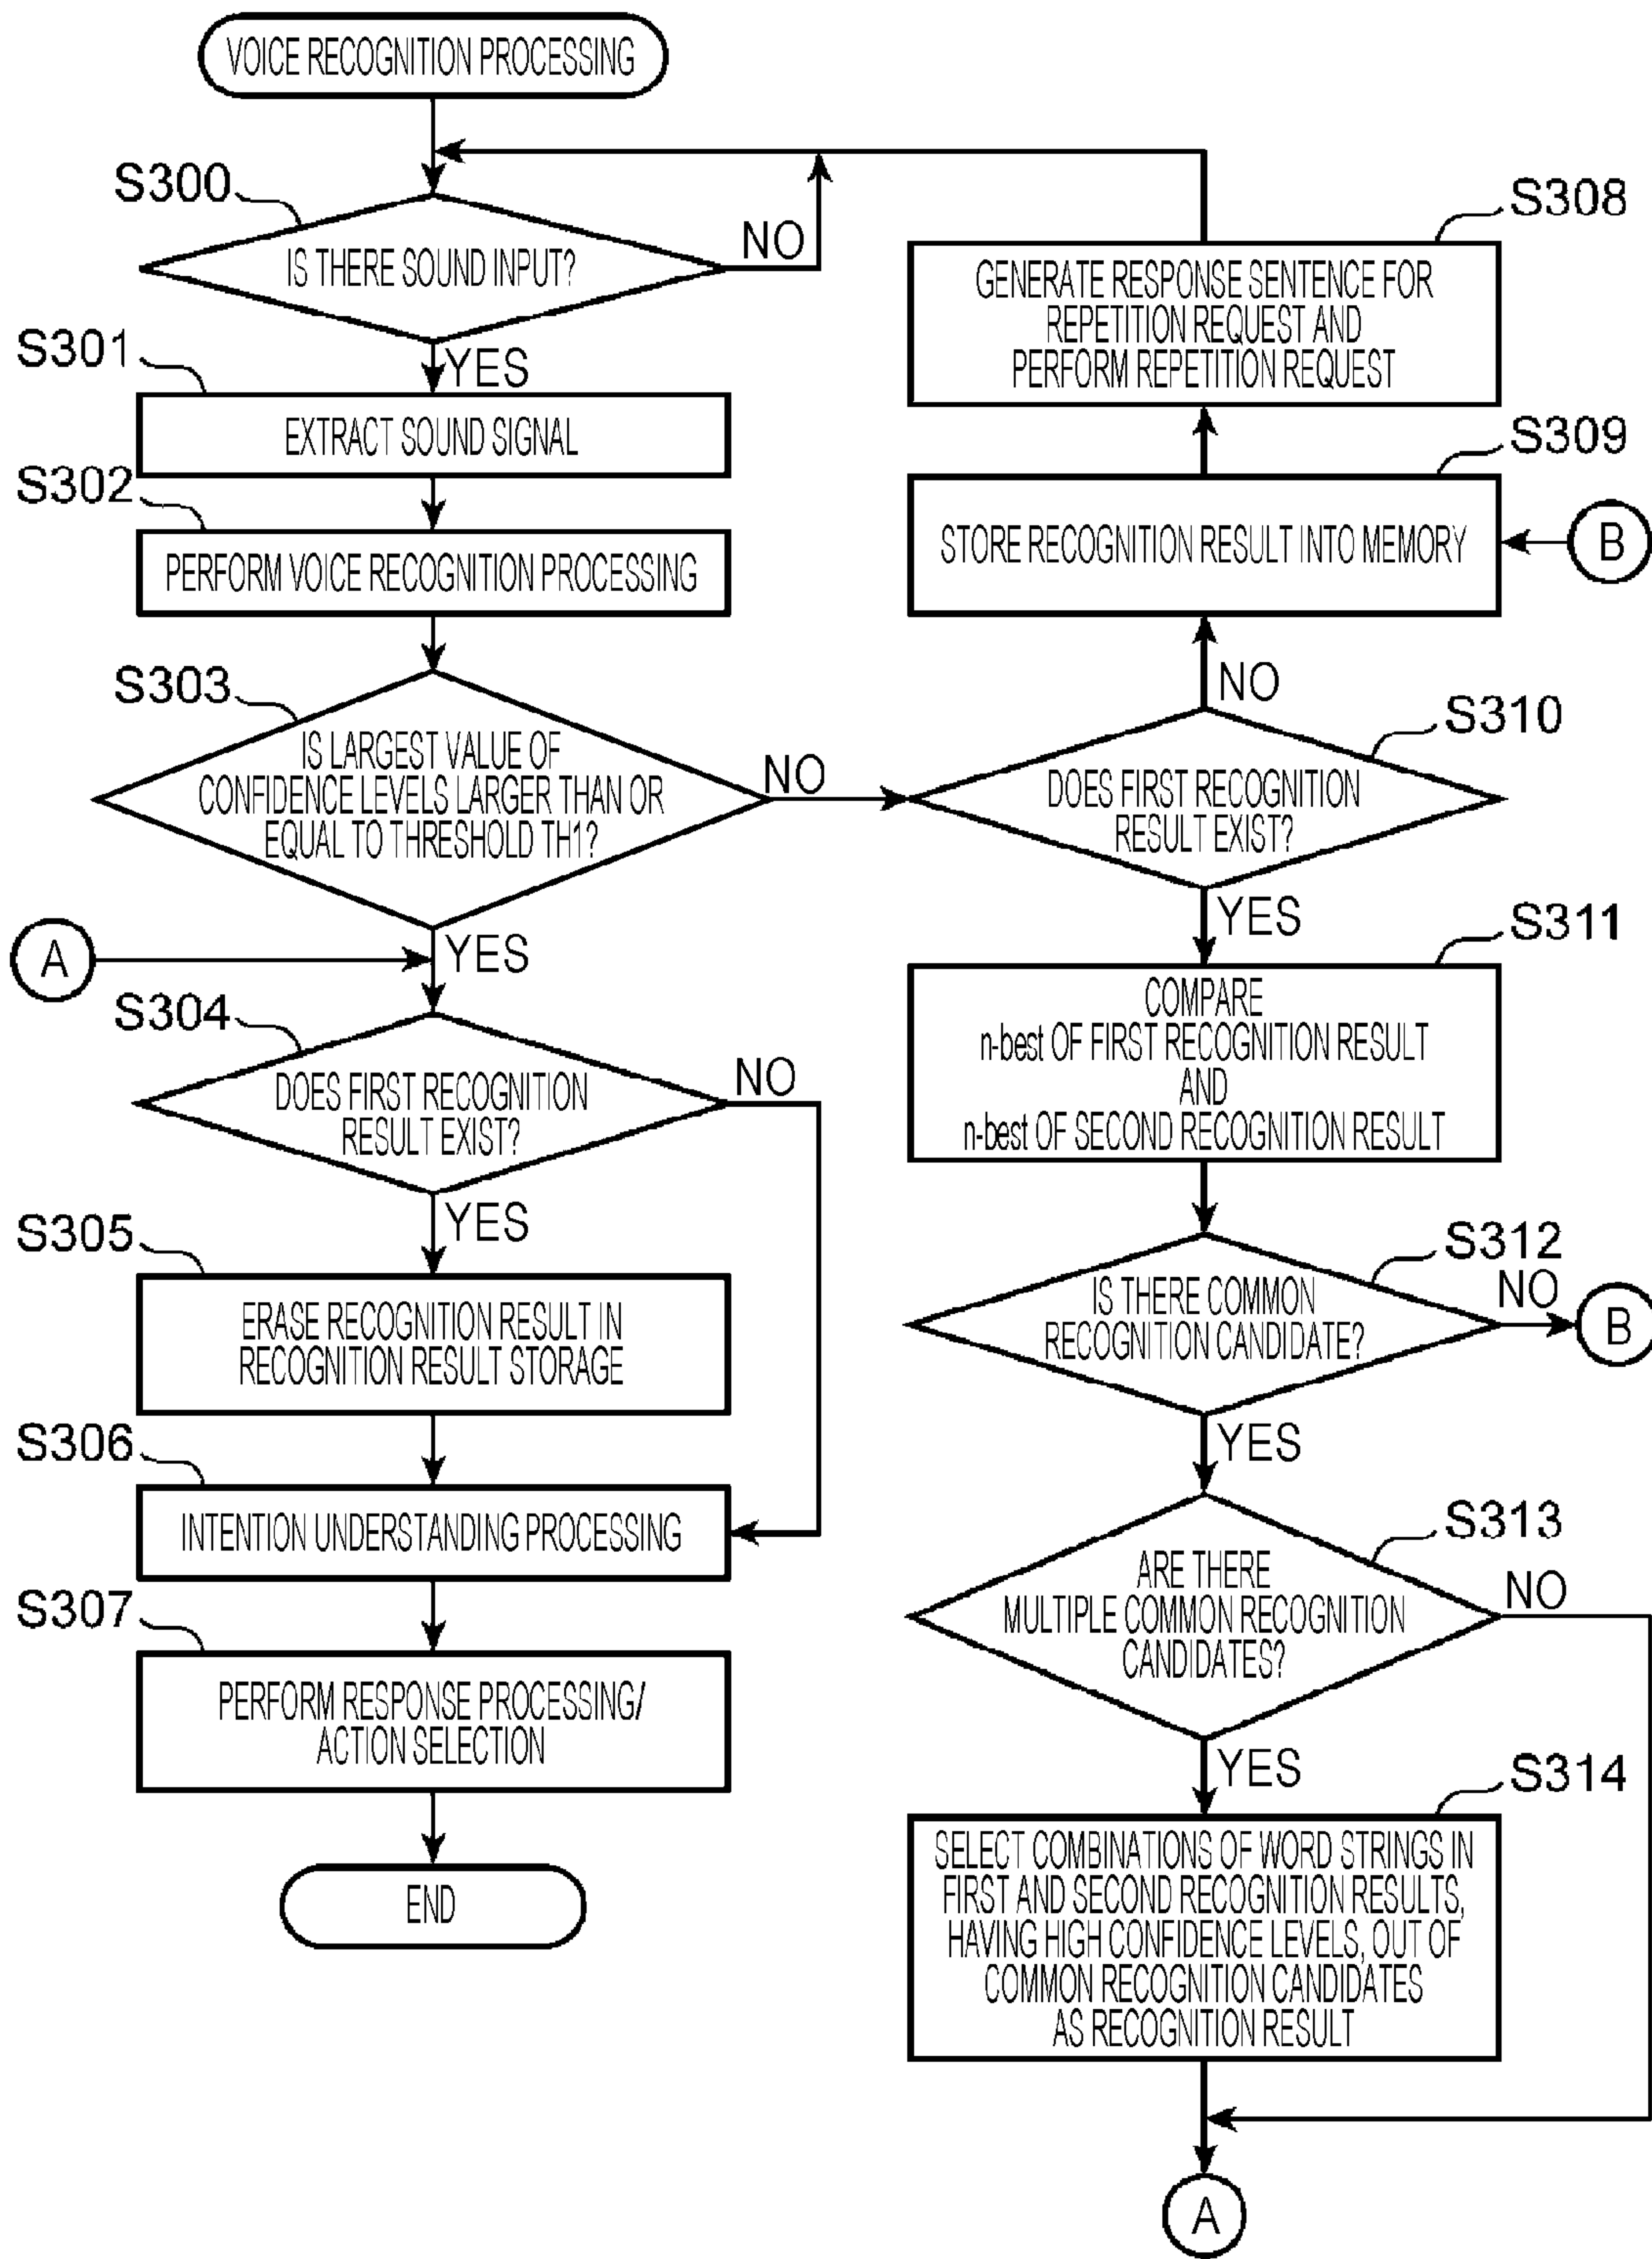 VOICE RECOGNITION PROCESSING
S300
IS THERE SOUND INPUT?
NO
YES
S301
EXTRACT SOUND SIGNAL
S302
PERFORM VOICE RECOGNITION PROCESSING
S303
IS LARGEST VALUE OF
CONFIDENCE LEVELS LARGER THAN OR
EQUAL TO THRESHOLD TH1?
NO
YES
A
S304
DOES FIRST RECOGNITION
RESULT EXIST?
NO
YES
S305
ERASE RECOGNITION RESULT IN
RECOGNITION RESULT STORAGE
S306
INTENTION UNDERSTANDING PROCESSING
S307
PERFORM RESPONSE PROCESSING/
ACTION SELECTION
END
S308
GENERATE RESPONSE SENTENCE FOR
REPETITION REQUEST AND
PERFORM REPETITION REQUEST
S309
STORE RECOGNITION RESULT INTO MEMORY
B
NO
S310
DOES FIRST RECOGNITION
RESULT EXIST?
YES
S311
COMPARE
n-best OF FIRST RECOGNITION RESULT
AND
n-best OF SECOND RECOGNITION RESULT
S312
IS THERE COMMON
RECOGNITION CANDIDATE?
NO
B
YES
S313
ARE THERE
MULTIPLE COMMON RECOGNITION
CANDIDATES?
NO
YES
S314
SELECT COMBINATIONS OF WORD STRINGS IN
FIRST AND SECOND RECOGNITION RESULTS,
HAVING HIGH CONFIDENCE LEVELS, OUT OF
COMMON RECOGNITION CANDIDATES
AS RECOGNITION RESULT
A